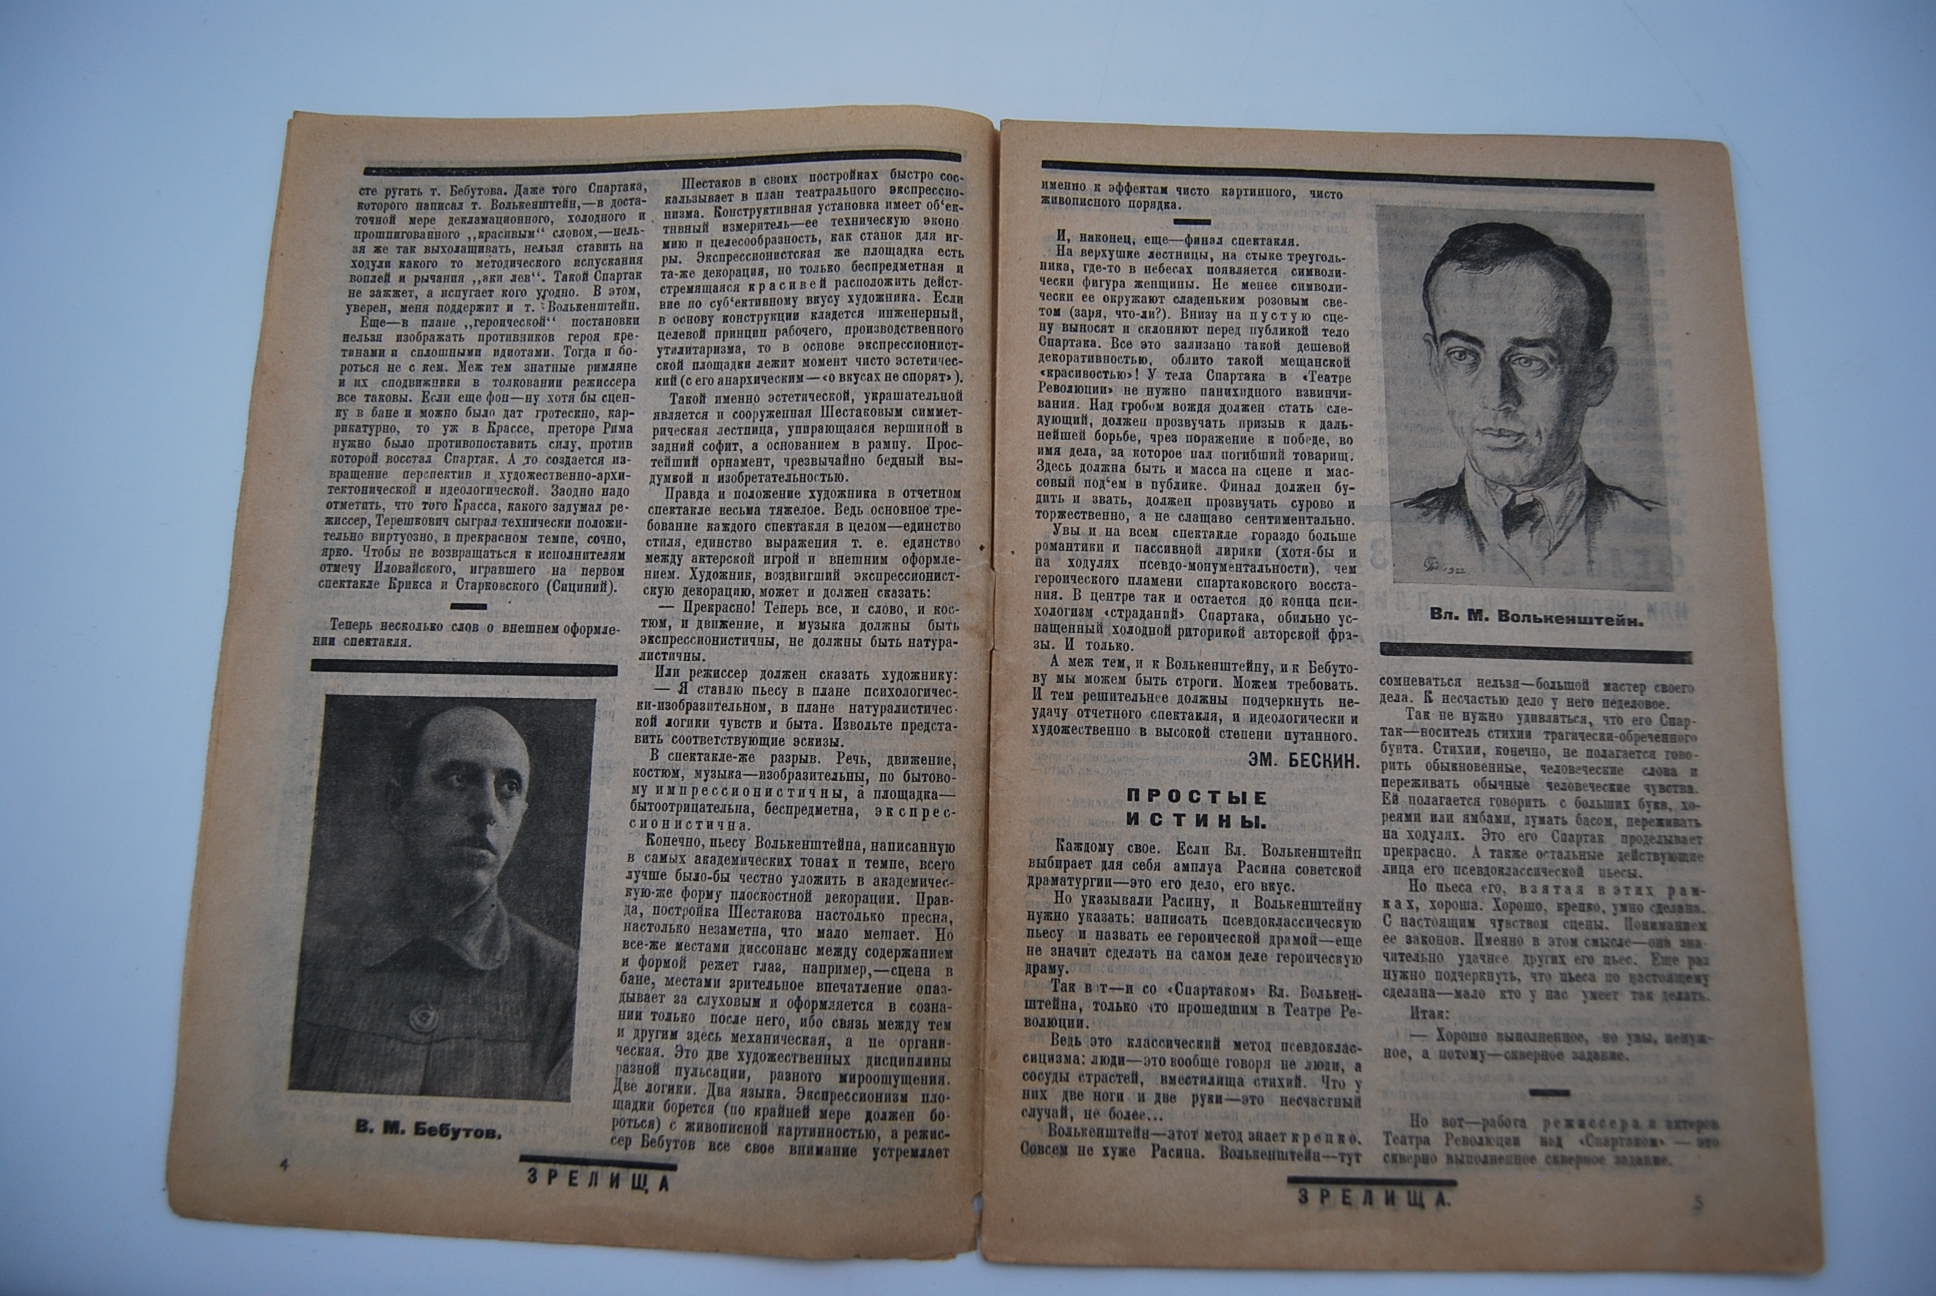 сте ругать т. Бебутова. Даже того Спартака,
которого написал т. Волькенштейн,—в доста-
точной мере декламационного, холодного и
прошпигованного „красивым“ словом,—нель-
зя же так выхолащивать, нельзя ставить на
ходули какого то методического испускания
воплей и рычания „аки лев“. Такой Спартак
не зажжет, а испугает кого угодно. В этом,
уверен, меня поддержит и т. Волькенштейн.
Еще—в плане „героической“ постановки
нельзя изображать противников героя кре-
тинами и сплошными идиотами. Тогда и бо-
роться не с кем. Меж тем знатные римляне
и их сподвижники в толковании режиссера
все таковы. Если еще фон—ну хотя бы сцен-
ку в бане и можно было дат гротескно, кар-
рикатурно, то уж в Крассе, преторе Рима
нужно было противопоставить силу, против
которой восстал Спартак. А то создается из-
вращение перспектив и художественно-архи-
тектонической и идеологической. Заодно надо
отметить, что того Красса, какого задумал ре-
жиссер, Терешкович сыграл технически положи-
тельно виртуозно, в прекрасном темпе, сочно,
ярко. Чтобы не возвращаться к исполнителям
отмечу Иловайского, игравшего на первом
спектакле Крикса и Старковского (Сициний).
Теперь несколько слов о внешнем оформле-
нии спектакля.
В. М. Бебутов.
4
Шестаков в своих постройках быстро сос-
кальзывает в план театрального экспрессио-
низма. Конструктивная установка имеет об‘ек-
тивный измеритель—ее техническую эконо
мию и целесообразность, как станок для иг-
ры. Экспрессионистская же площадка есть
та-же декорация, но только беспредметная и
стремящаяся красивей расположить дейст-
вие по суб‘ективному вкусу художника. Если
в основу конструкции кладется инженерный,
целевой принцип рабочего, производственного
утилитаризма, то в основе экспрессионист-
ской площадки лежит момент чисто эстетичес-
кий (с его анархическим—«о вкусах не спорят»).
Такой именно эстетической, украшательной
является и сооруженная Шестаковым симмет-
рическая лестница, упирающаяся вершиной в
задний софит, а основанием в рампу. Прос-
тейший орнамент, чрезвычайно бедный вы-
думкой и изобретательностью.
Правда и положение художника в отчетном
спектакле весьма тяжелое. Ведь основное тре-
бование каждого спектакля в целом—единство
стиля, единство выражения т. е. единство
между актерской игрой и внешним оформле-
нием. Художник, воздвигший экспрессионист-
скую декорацию, может и должен сказать:
— Прекрасно! Теперь все, и слово, и кос-
тюм, и движение, и музыка должны быть
экспрессионистичны, не должны быть натура-
листичны.
Или режиссер должен сказать художнику:
— Я ставлю пьесу в плане психологичес-
ки-изобразительном, в плане натуралистичес-
кой логики чувств и быта. Извольте предста-
вить соответствующие эскизы.
В спектакле-же разрыв. Речь, движение,
костюм, музыка—изобразительны, по бытово-
му импрессионистичны, а площадка—
бытоотрицательна, беспредметна, экспрес-
сионистична.
Конечно, пьесу Волькенштейна, написанную
в самых академических тонах и темпе, всего
лучше было-бы честно уложить в академичес-
кую-же форму плоскостной декорации. Прав-
да, постройка Шестакова настолько пресна,
настолько незаметна, что мало мешает. Но
все-же местами диссонанс между содержанием
и формой режет глаз, например,—сцена в
бане, местами зрительное впечатление опаз-
дывает за слуховым и оформляется в созна-
нии только после него, ибо связь между тем
и другим здесь механическая, а не органи-
ческая. Это две художественных дисциплины
разной пульсации, разного мироощущения.
Две логики. Два языка. Экспрессионизм пло-
щадки борется (по крайней мере должен бо-
роться) с живописной картинностью, а режис-
сер Бебутов все свое внимание устремляет
ЗРЕЛИЩА
именно к эффектам чисто картинного, чисто
живописного порядка.
И, наконец, еще—финал спектакля.
На верхушке лестницы, на стыке треуголь-
ника, где-то в небесах появляется символи-
чески фигура женщины. Не менее символи-
чески ее окружают сладеньким розовым све-
том (заря, что-ли?). Внизу на пустую сце-
ну выносят и склоняют перед публикой тело
Спартака. Все это зализано такой дешевой
декоративностью, облито такой мещанской
«красивостью»! У тела Спартака в «Театре
Революции» не нужно панихидного взвинчи-
вания. Над гробом вождя должен стать сле-
дующий, должен прозвучать призыв к даль-
нейшей борьбе, чрез поражение к победе, во
имя дела, за которое пал погибший товарищ.
Здесь должна быть и масса на сцене и мас-
совый под‘ем в публике. Финал должен бу-
дить и звать, должен прозвучать сурово и
торжественно, а не слащаво сентиментально.
Увы и на всем спектакле гораздо больше
романтики и пассивной лирики (хотя-бы и
на ходулях псевдо-монументальности), чем
героического пламени спартаковского восста-
ния. В центре так и остается до конца пси-
хологизм «страданий» Спартака, обильно ус-
нащенный холодной риторикой авторской фра-
зы. И только.
А меж тем, и к Волькенштейну, и к Бебуто-
ву мы можем быть строги. Можем требовать.
И тем решительнее должны подчеркнуть не-
удачу отчетного спектакля, и идеологически и
художественно в высокой степени путанного.
ЭМ. БЕСКИН.
ПРОСТЫЕ
ИСТИНЫ.
Каждому свое. Если Вл. Волькенштейн
выбирает для себя амплуа Расина советской
драматургии—это его дело, его вкус.
Но указывали Расину, и Волькенштейну
нужно указать: написать псевдоклассическую
пьесу и назвать ее героической драмой—еще
не значит сделать на самом деле героическую
драму.
Так вот—и со «Спартаком» Вл. Волькен-
штейна, только что прошедшим в Театре Ре-
волюции.
Ведь это классический метод псевдоклас-
сицизма: люди—это вообще говоря не люди, а
сосуды страстей, вместилища стихий. Что у
них две ноги и две руки—это несчастный
случай, не более...
Волькенштейн—этот метод знает крепко.
Совсем не хуже Расина. Волькенштейн—тут
Вл. М. Волькенштейн.
сомневаться нельзя—большой мастер своего
дела. К несчастью дело у него неделовое.
Так не нужно удивляться, что его Спар-
так—носитель стихии трагически-обреченного
бунта. Стихии, конечно, не полагается гово-
рить обыкновенные, человеческие слова и
переживать обычные человеческие чувства.
Ей полагается говорить с больших букв, хо-
реями или ямбами, думать басом, переживать
на ходулях. Это его Спартак проделывает
прекрасно. А также остальные действующие
лица его псевдоклассической пьесы.
Но пьеса его, взятая в этих рам-
ках, хороша. Хорошо, крепко, умно сделана.
С настоящим чувством сцены. Пониманием
ее законов. Именно в этом смысле—она зна-
чительно удачнее других его пьес. Еще раз
нужно подчеркнуть, что пьеса по настоящему
сделана—мало кто у нас умеет так делать.
Итак:
— Хорошо выполненное, но увы, ненуж-
ное, а потому—скверное задание.
Но вот—работа режиссера и актеров
Театра Революции над «Спартаком» — это
скверно выполненное скверное задание.
ЗРЕЛИЩА.
5